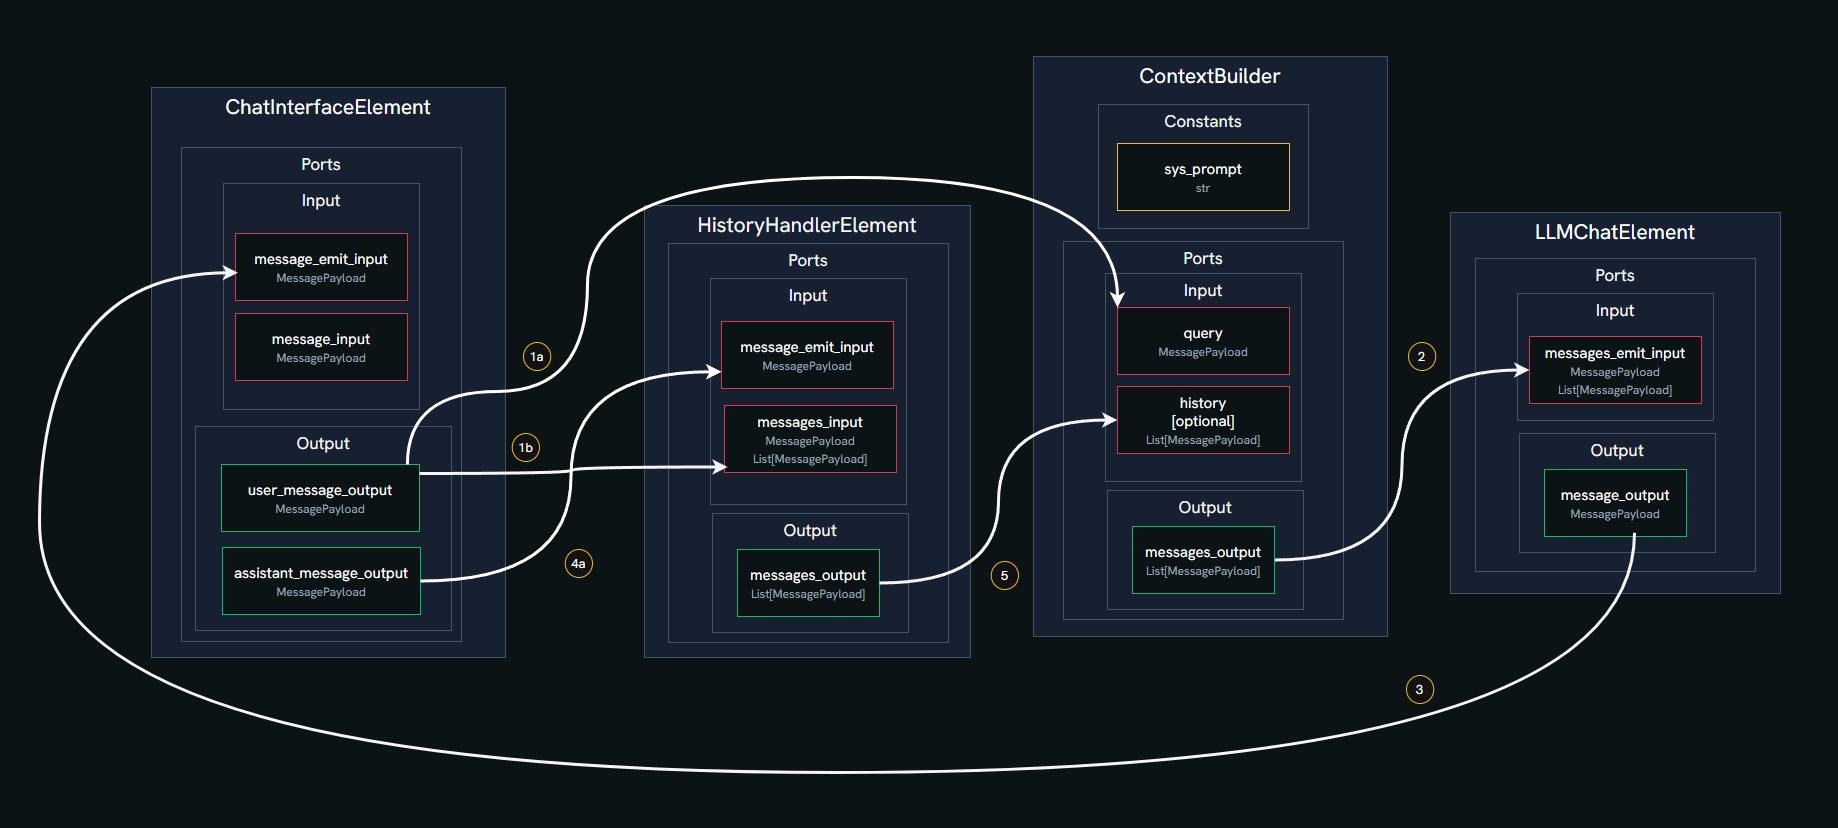 ChatInterfaceElement
Ports
Input
message_emit_input
MessagePayload
message_input
MessagePayload
Output
user_message_output
MessagePayload
assistant_message_output
MessagePayload
1a
1b
4a
HistoryHandlerElement
Ports
Input
message_emit_input
MessagePayload
messages_input
MessagePayload
List[MessagePayload]
Output
messages_output
List[MessagePayload]
5
ContextBuilder
Constants
sys_prompt
str
Ports
Input
query
MessagePayload
history
[optional]
List[MessagePayload]
Output
messages_output
List[MessagePayload]
2
3
LLMChatElement
Ports
Input
messages_emit_input
MessagePayload
List[MessagePayload]
Output
message_output
MessagePayload